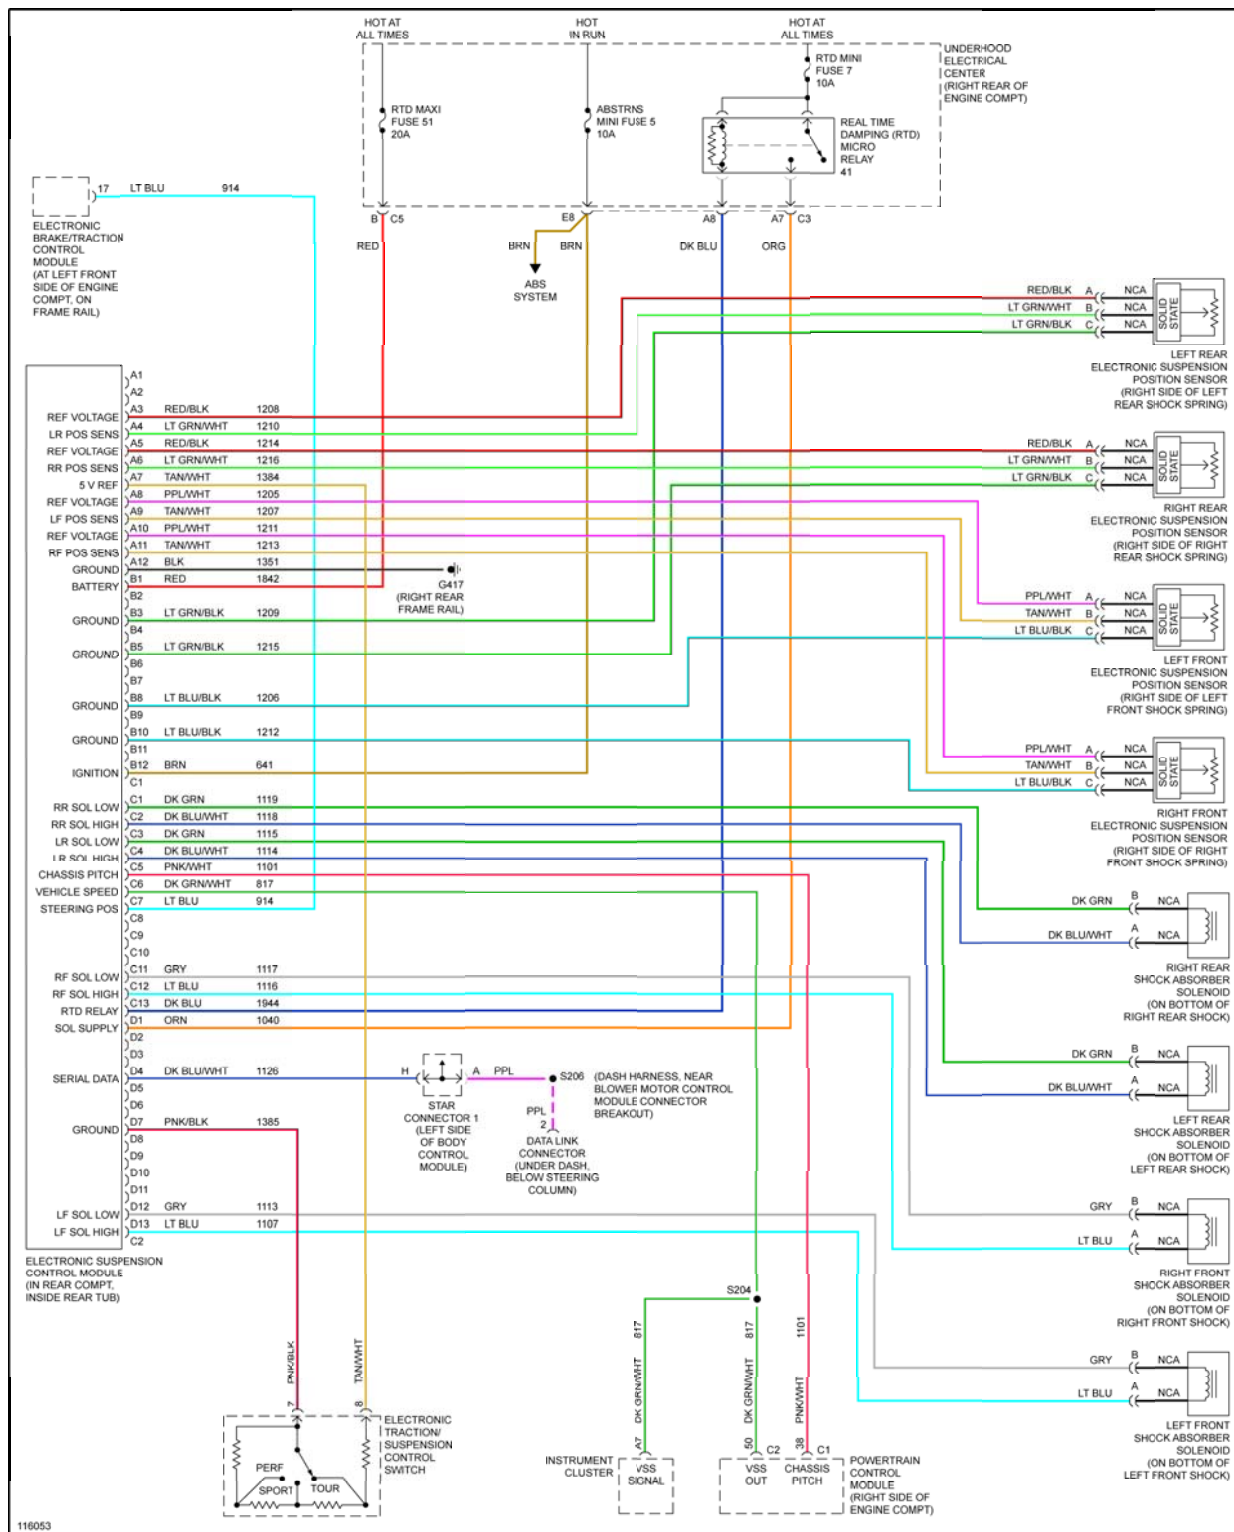 HOT AT
ALL TIMES
HOT
IN RUN
HOT AT
ALL TIMES
UNDERHOOD
ELECTRICAL
CENTER
(RIGHT REAR OF
ENGINE COMPT)
RTD MAXI
FUSE 51
20A
ABSTRNS
MINI FUSE 5
10A
RTD MINI
FUSE 7
10A
REAL TIME
DAMPING (RTD)
MICRO
RELAY
41
B C5
E8
A8
A7 C3
RED
BRN
BRN
DK BLU
ORG
ABS
SYSTEM
17 LT BLU 914
ELECTRONIC
BRAKE/TRACTION
CONTROL
MODULE
(AT LEFT FRONT
SIDE OF ENGINE
COMPT, ON
FRAME RAIL)
A1
A2
REF VOLTAGE A3 RED/BLK 1208
LR POS SENS A4 LT GRN/WHT 1210
REF VOLTAGE A5 RED/BLK 1214
RR POS SENS A6 LT GRN/WHT 1216
5 V REF A7 TAN/WHT 1384
REF VOLTAGE A8 PPL/WHT 1205
LF POS SENS A9 TAN/WHT 1207
REF VOLTAGE A10 PPL/WHT 1211
RF POS SENS A11 TAN/WHT 1213
GROUND A12 BLK 1351
BATTERY B1 RED 1842
B2
GROUND B3 LT GRN/BLK 1209
B4
GROUND B5 LT GRN/BLK 1215
B6
B7
GROUND B8 LT BLU/BLK 1206
B9
GROUND B10 LT BLU/BLK 1212
B11
IGNITION B12 BRN 641
C1
RR SOL LOW C1 DK GRN 1119
RR SOL HIGH C2 DK BLU/WHT 1118
LR SOL LOW C3 DK GRN 1115
LR SOL HIGH C4 DK BLU/WHT 1114
CHASSIS PITCH C5 PNK/WHT 1101
VEHICLE SPEED C6 DK GRN/WHT 817
STEERING POS C7 LT BLU 914
C8
C9
C10
RF SOL LOW C11 GRY 1117
RF SOL HIGH C12 LT BLU 1116
RTD RELAY C13 DK BLU 1944
SOL SUPPLY D1 ORN 1040
D2
D3
SERIAL DATA D4 DK BLU/WHT 1126
D5
D6
GROUND D7 PNK/BLK 1385
D8
D9
D10
D11
LF SOL LOW D12 GRY 1113
LF SOL HIGH D13 LT BLU 1107
C2
ELECTRONIC SUSPENSION
CONTROL MODULE
(IN REAR COMPT,
INSIDE REAR TUB)
G417
(RIGHT REAR
FRAME RAIL)
H A PPL
STAR
CONNECTOR 1
(LEFT SIDE
OF BODY
CONTROL
MODULE)
S206
(DASH HARNESS, NEAR
BLOWER MOTOR CONTROL
MODULE CONNECTOR
BREAKOUT)
PPL
2
DATA LINK
CONNECTOR
(UNDER DASH,
BELOW STEERING
COLUMN)
RED/BLK A NCA
LT GRN/WHT B NCA
LT GRN/BLK C NCA
SOLID
STATE
LEFT REAR
ELECTRONIC SUSPENSION
POSITION SENSOR
(RIGHT SIDE OF LEFT
REAR SHOCK SPRING)
RED/BLK A NCA
LT GRN/WHT B NCA
LT GRN/BLK C NCA
SOLID
STATE
RIGHT REAR
ELECTRONIC SUSPENSION
POSITION SENSOR
(RIGHT SIDE OF RIGHT
REAR SHOCK SPRING)
PPL/WHT A NCA
TAN/WHT B NCA
LT BLU/BLK C NCA
SOLID
STATE
LEFT FRONT
ELECTRONIC SUSPENSION
POSITION SENSOR
(RIGHT SIDE OF LEFT
FRONT SHOCK SPRING)
PPL/WHT A NCA
TAN/WHT B NCA
LT BLU/BLK C NCA
SOLID
STATE
RIGHT FRONT
ELECTRONIC SUSPENSION
POSITION SENSOR
(RIGHT SIDE OF RIGHT
FRONT SHOCK SPRING)
DK GRN B NCA
DK BLU/WHT A NCA
RIGHT REAR
SHOCK ABSORBER
SOLENOID
(ON BOTTOM OF
RIGHT REAR SHOCK)
DK GRN B NCA
DK BLU/WHT A NCA
LEFT REAR
SHOCK ABSORBER
SOLENOID
(ON BOTTOM OF
LEFT REAR SHOCK)
GRY B NCA
LT BLU A NCA
RIGHT FRONT
SHOCK ABSORBER
SOLENOID
(ON BOTTOM OF
RIGHT FRONT SHOCK)
GRY B NCA
LT BLU A NCA
LEFT FRONT
SHOCK ABSORBER
SOLENOID
(ON BOTTOM OF
LEFT FRONT SHOCK)
S204
817
817
1101
DK GRN/WHT
DK GRN/WHT
PNK/WHT
A7
50 C2
38 C1
INSTRUMENT
CLUSTER
VSS
SIGNAL
VSS
OUT
CHASSIS
PITCH
POWERTRAIN
CONTROL
MODULE
(RIGHT SIDE OF
ENGINE COMPT)
PNK/BLK
TAN/WHT
7
8
PERF
SPORT
TOUR
ELECTRONIC
TRACTION/
SUSPENSION
CONTROL
SWITCH
116053